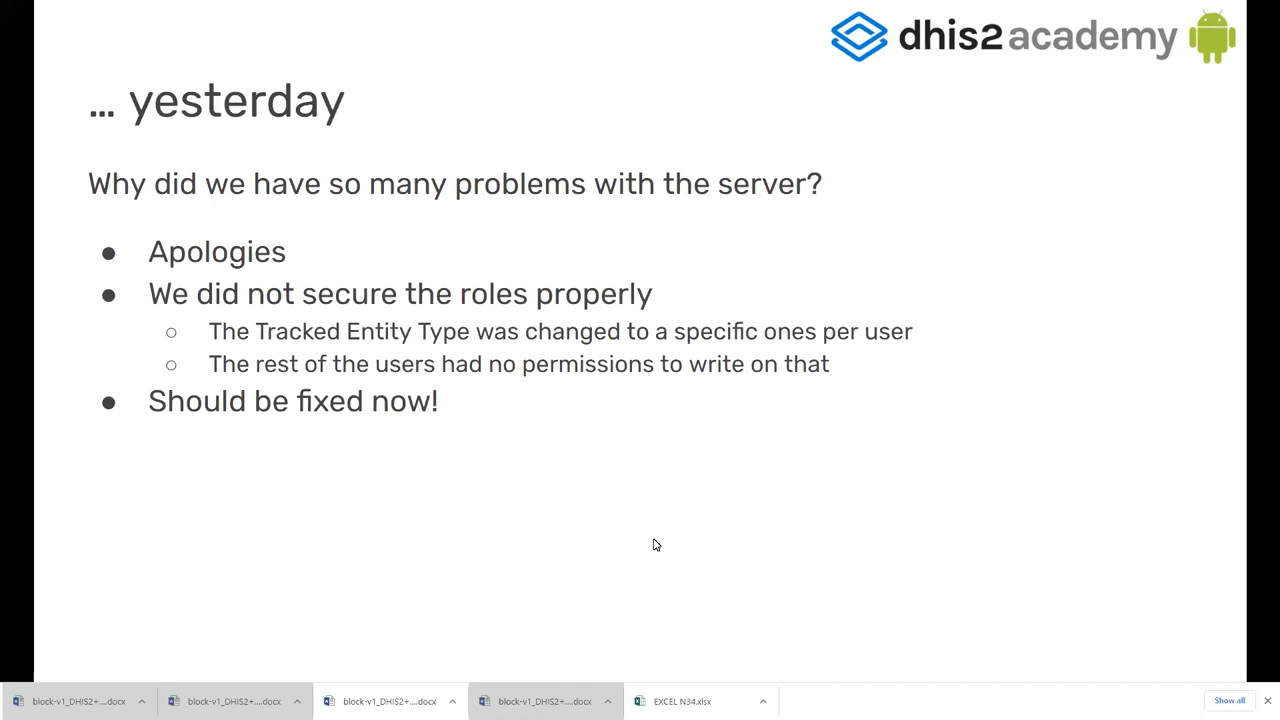 dhis2 academy
... yesterday
Why did we have so many problems with the server?
● Apologies
● We did not secure the roles properly
○ The Tracked Entity Type was changed to a specific ones per user
○ The rest of the users had no permissions to write on that
● Should be fixed now!
block-v1_DHIS2+....docx
block-v1_DHIS2+....docx
block-v1_DHIS2+....docx
block-v1_DHIS2+....docx
EXCEL N34.xlsx
Show all